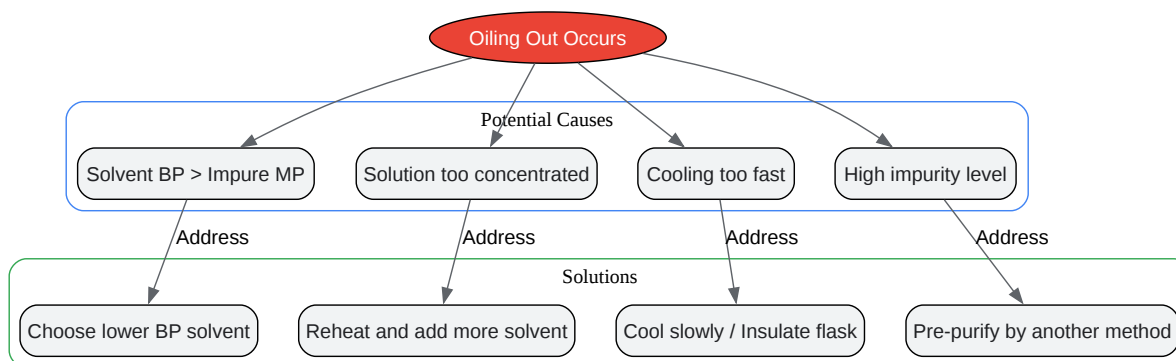 Oiling Out Occurs
Potential Causes
Solvent BP > Impure MP
Solution too concentrated
Cooling too fast
High impurity level
Address
Address
Address
Address
Solutions
Choose lower BP solvent
Reheat and add more solvent
Cool slowly / Insulate flask
Pre-purify by another method